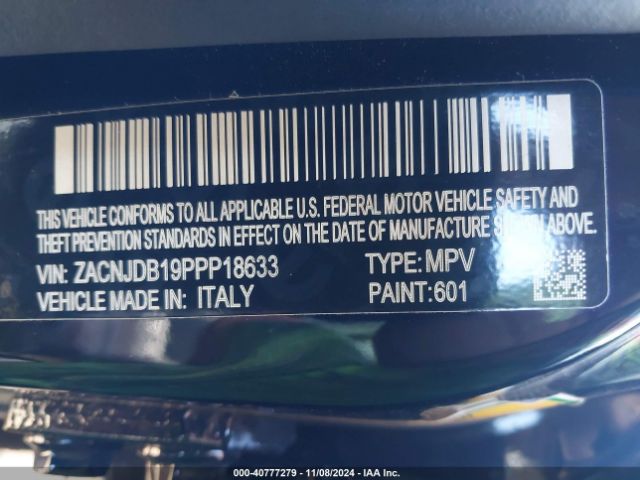 THIS VEHICLE CONFORMS TO ALL APPLICABLE U.S. FEDERAL MOTOR VEHICLE SAFETY AND
THEFT PREVENTION STANDARDS IN EFFECT ON THE DATE OF MANUFACTURE SHOWN ABOVE.
VIN: ZACNJDB19PPP18633 TYPE: MPV
VEHICLE MADE IN: ITALY PAINT:601
000-40777279 - 11/08/2024 - IAA Inc.